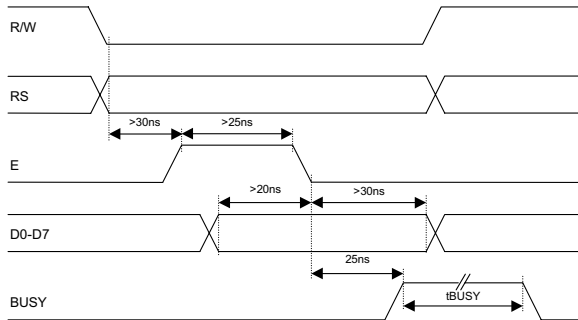 R/W
RS
>30ns >25ns
E
>20ns >30ns
D0-D7
25ns
tBUSY
BUSY